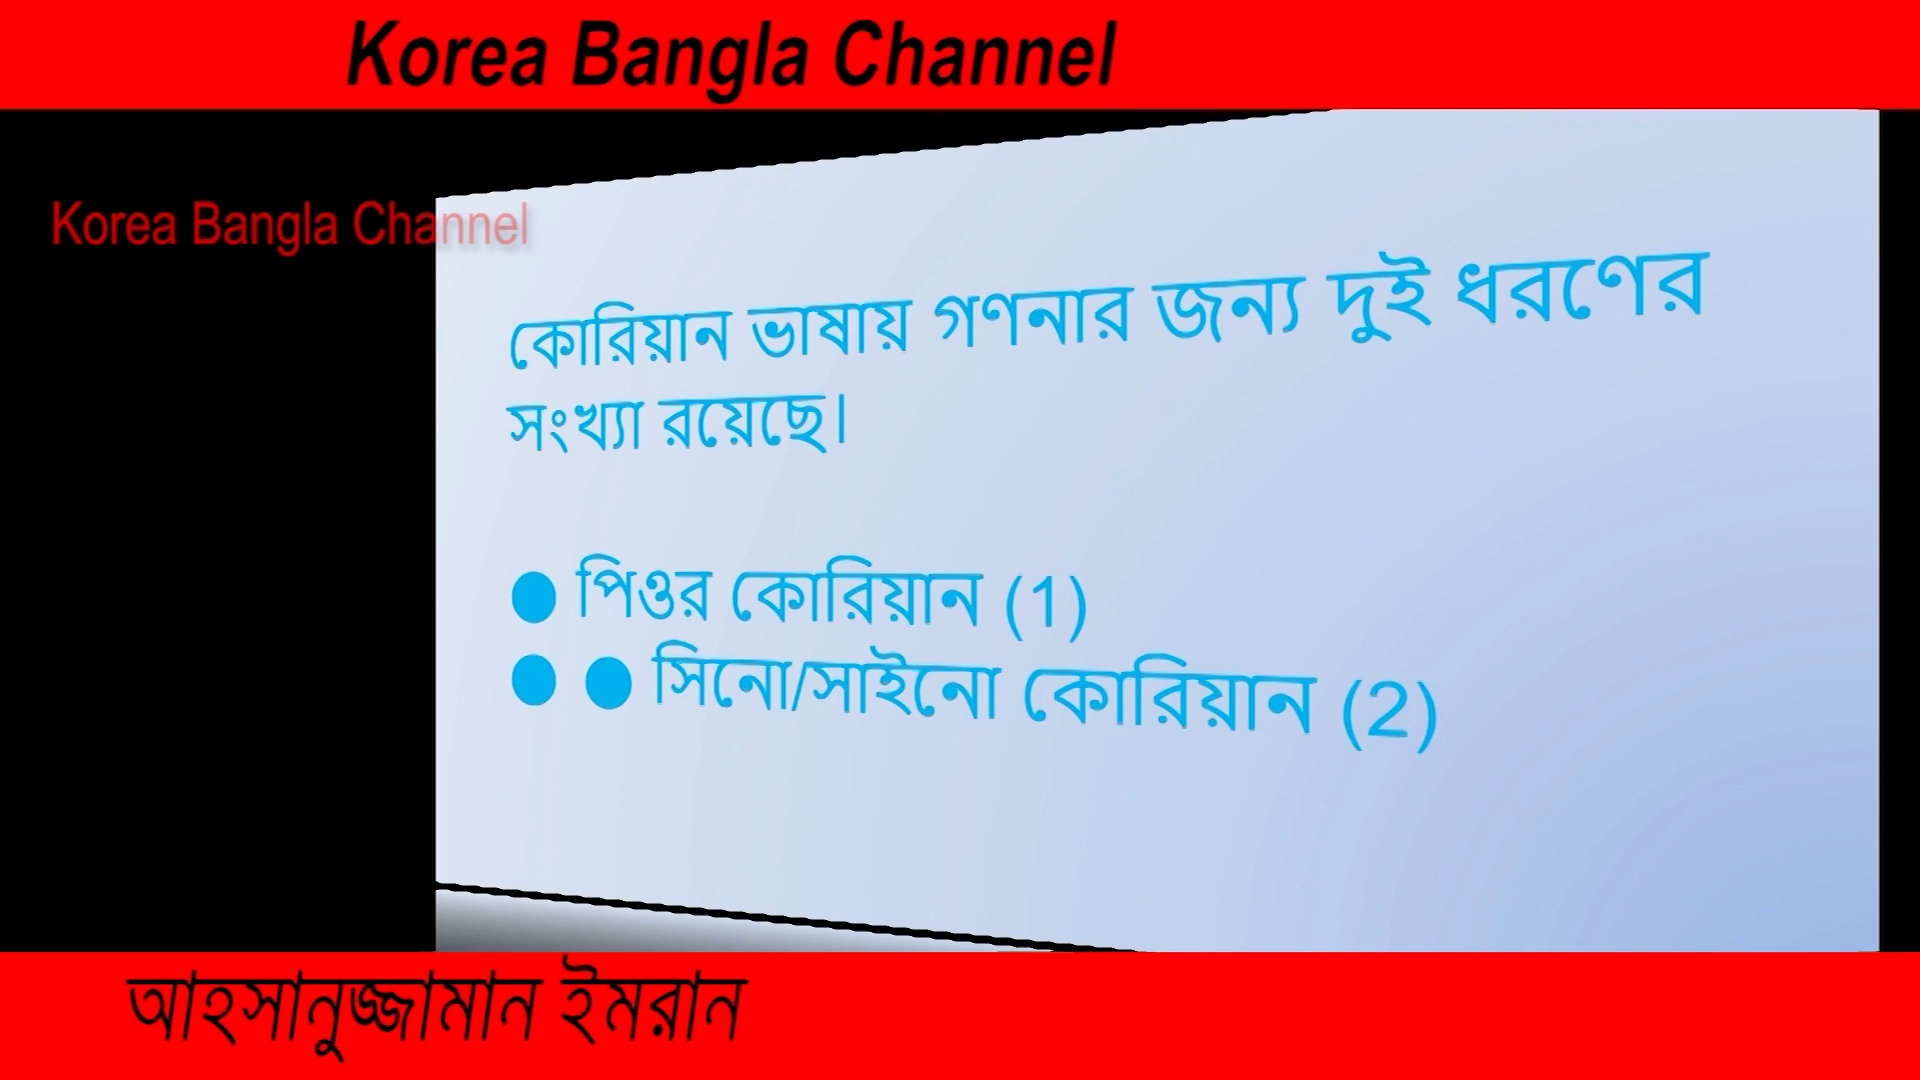 Korea Bangla Channel
Korea Bangla Channel
কোরিয়ান ভাষায় গণনার জন্য দুই ধরণের
সংখ্যা রয়েছে।
● পিওর কোরিয়ান (1)
● ● সিনো/সাইনো কোরিয়ান (2)
আহসানুজ্জামান ইমরান